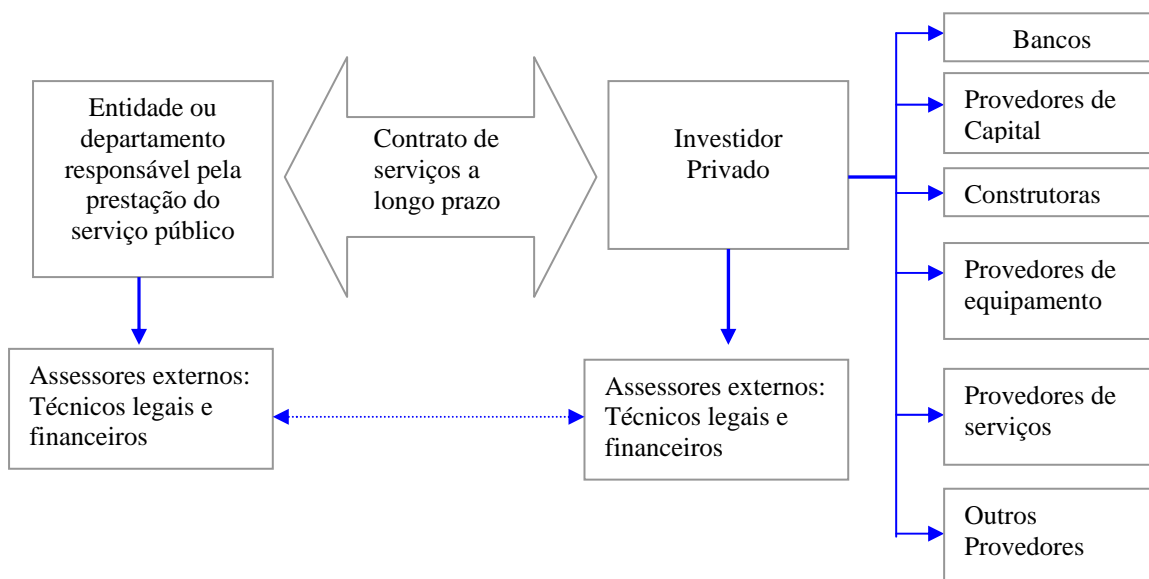 Entidade ou
departamento
responsável pela
prestação do
serviço público
Contrato de
serviços a
longo prazo
Investidor
Privado
Bancos
Provedores de
Capital
Construtoras
Provedores de
equipamento
Provedores de
serviços
Outros
Provedores
Assessores externos:
Técnicos legais e
financeiros
Assessores externos:
Técnicos legais e
financeiros